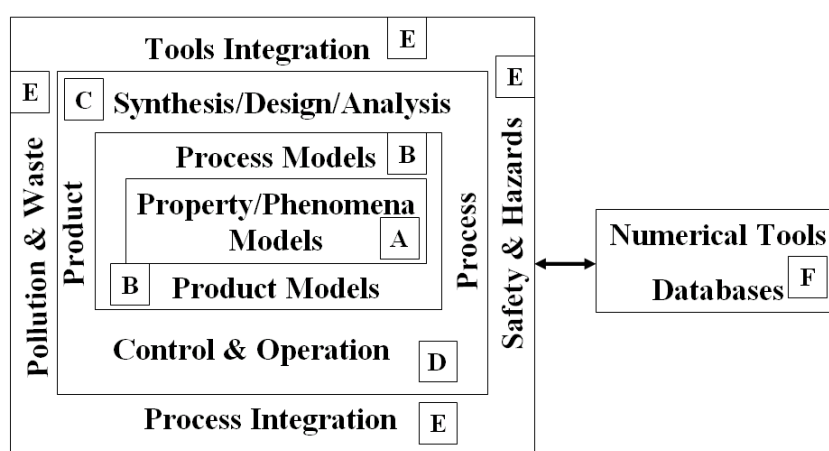 Tools Integration E
E
E
C Synthesis/Design/Analysis
Process Models B
Property/Phenomena
Models A
B Product Models
Pollution & Waste
Product
Process
Safety & Hazards
Control & Operation D
Process Integration E
Numerical Tools
Databases F